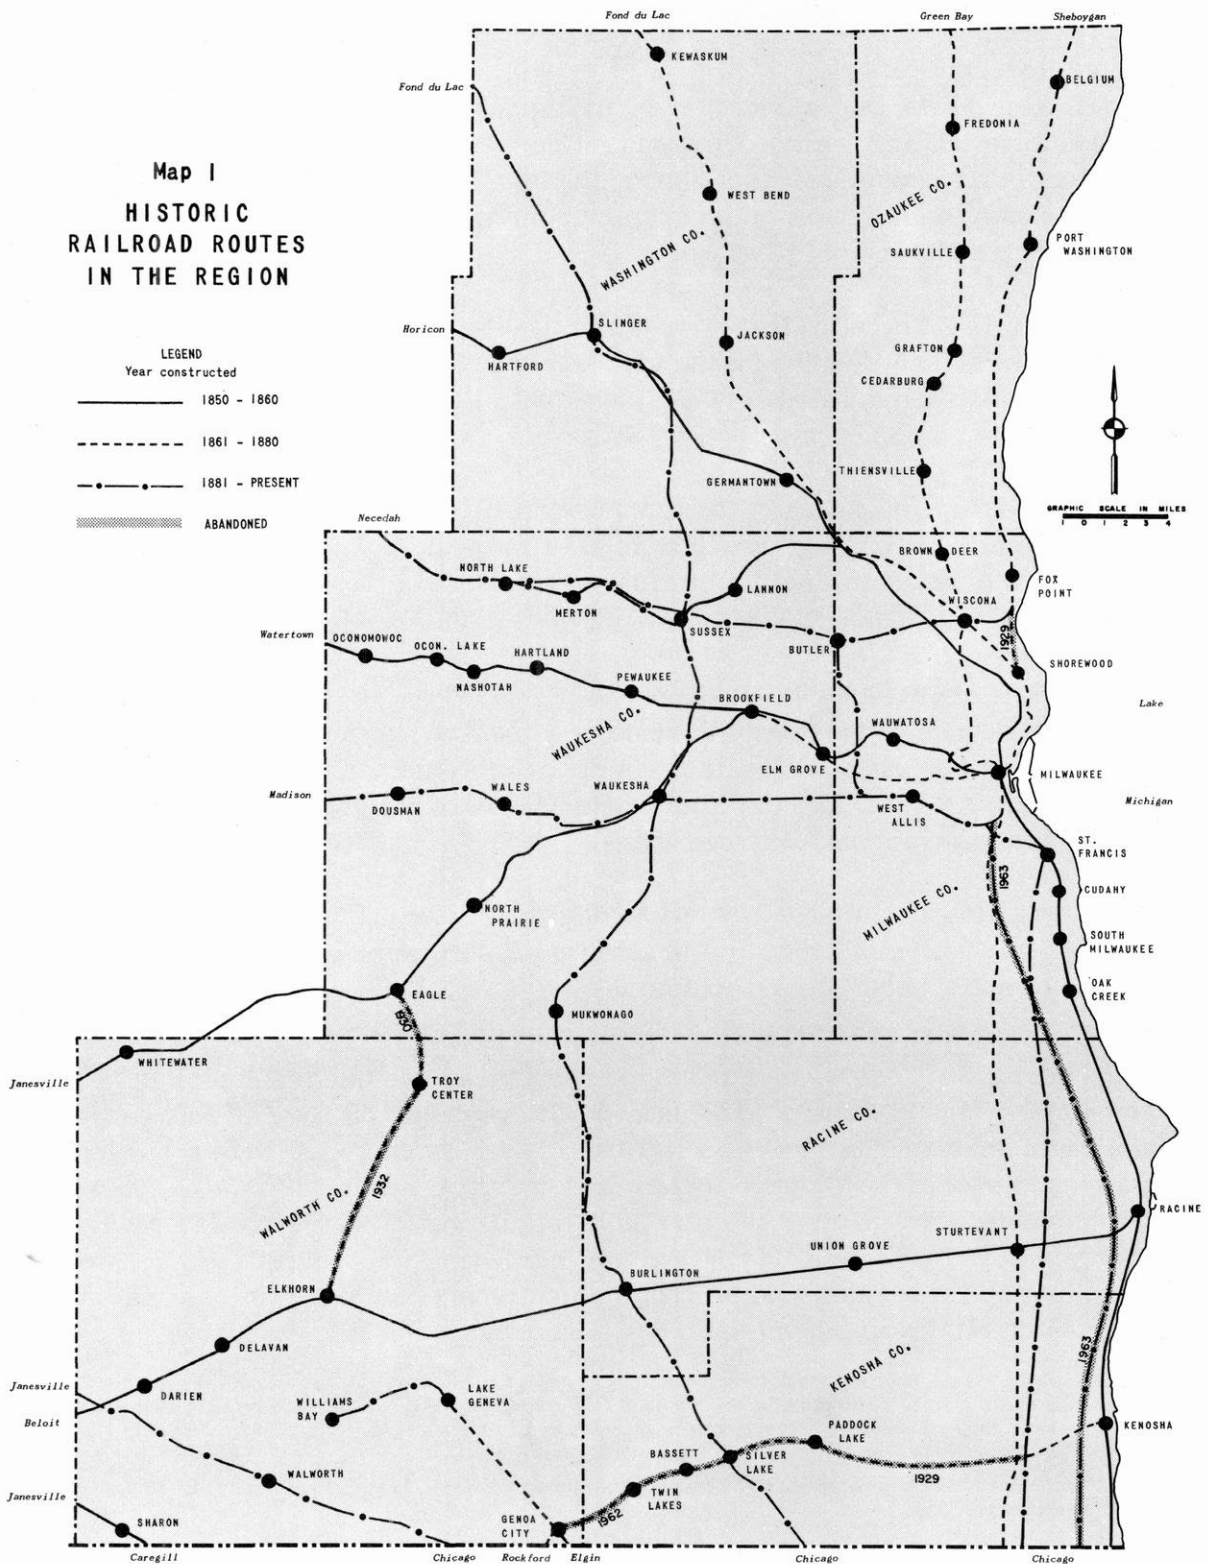 Fond du Lac
Green Bay
Sheboygan
KEWASKUM
BELGIUM
Fond du Lac
FREDONIA
Map I
HISTORIC
RAILROAD ROUTES
IN THE REGION
WEST BEND
OZAUKEE CO.
WASHINGTON CO.
SAUKVILLE
PORT
WASHINGTON
Horicon
SLINGER
JACKSON
HARTFORD
GRAFTON
CEDARBURG
LEGEND
Year constructed
1850 - 1860
1861 - 1880
1881 - PRESENT
ABANDONED
THIENSVILLE
GERMANTOWN
GRAPHIC SCALE IN MILES
1 0 1 2 3 4
Necedah
BROWN DEER
NORTH LAKE
LANNON
FOX
POINT
MERTON
WISCONA
SUSSEX
1929
Watertown
OCONOMOWOC
OCON. LAKE
HARTLAND
BUTLER
NASHOTAH
SHOREWOOD
PEWAUKEE
BROOKFIELD
Lake
WAUKESHA CO.
WAUWATOSA
ELM GROVE
MILWAUKEE
Madison
DOUSMAN
WALES
WAUKESHA
WEST
ALLIS
Michigan
ST.
FRANCIS
1963
CUDAHY
MILWAUKEE CO.
NORTH
PRAIRIE
SOUTH
MILWAUKEE
EAGLE
OAK
CREEK
1930
MUKWONAGO
WHITEWATER
Janesville
TROY
CENTER
RACINE CO.
1932
WALWORTH CO.
RACINE
STURTEVANT
UNION GROVE
BURLINGTON
ELKHORN
DELAVAN
1963
KENOSHA CO.
Janesville
DARIEN
WILLIAMS
BAY
LAKE
GENEVA
Beloit
KENOSHA
PADDOCK
LAKE
BASSETT
SILVER
LAKE
WALWORTH
1929
TWIN
LAKES
Janesville
SHARON
GENOA
CITY
1962
Caregill
Chicago
Rockford
Elgin
Chicago
Chicago